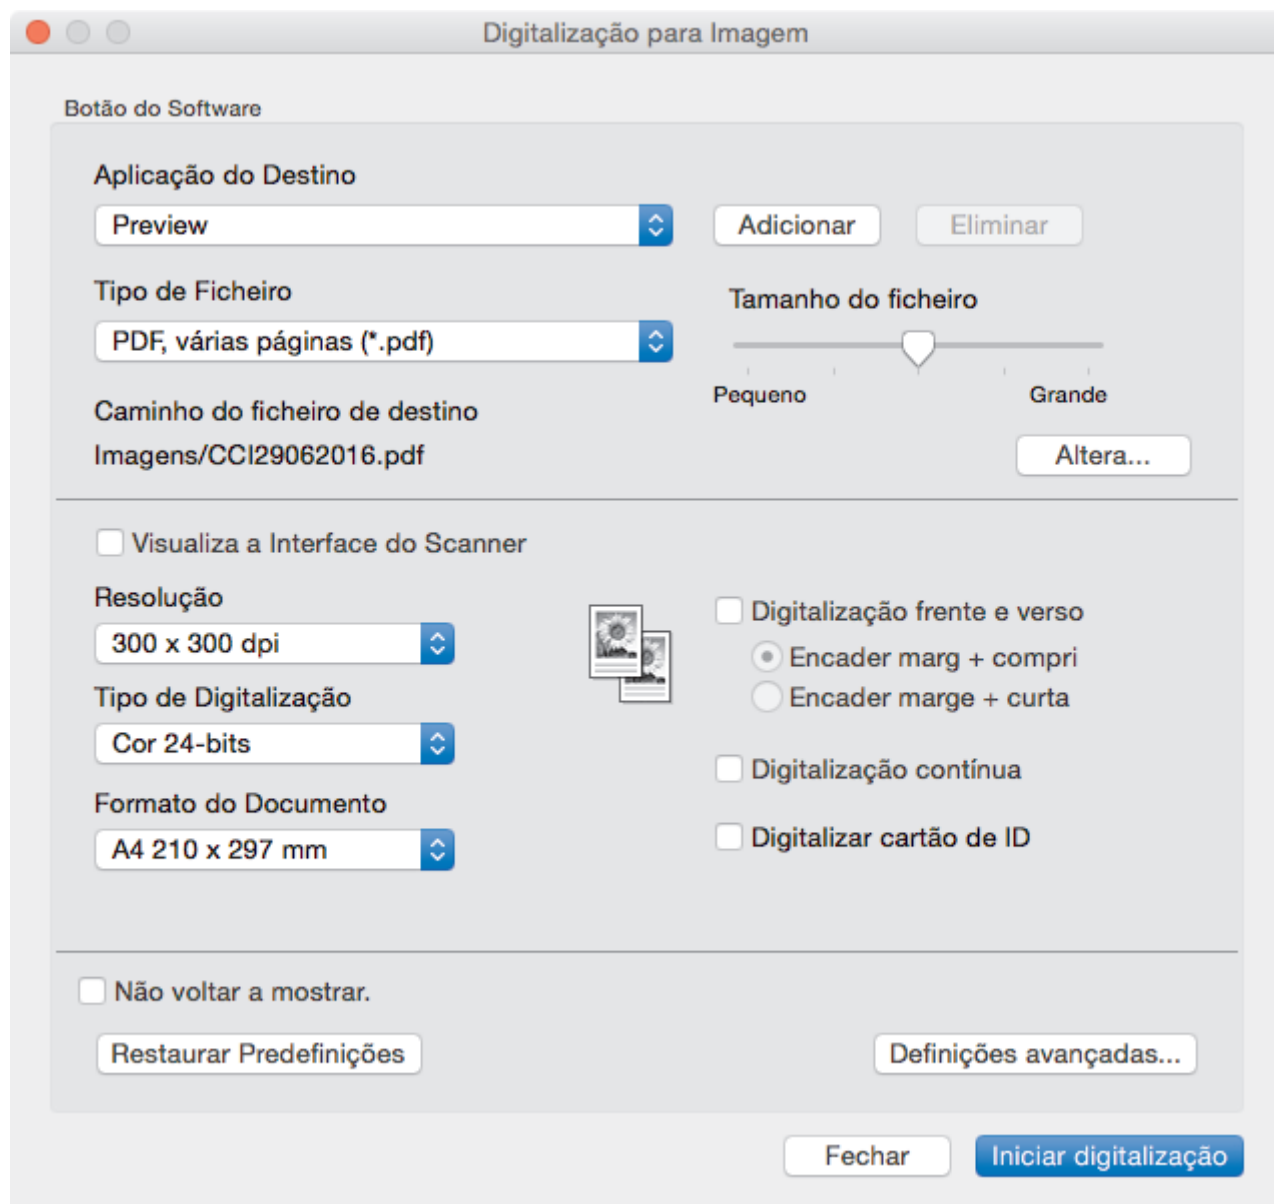 Digitalização para Imagem
Botão do Software
Aplicação do Destino
Preview
Adicionar
Eliminar
Tipo de Ficheiro
Tamanho do ficheiro
PDF, várias páginas (*.pdf)
Pequeno
Grande
Caminho do ficheiro de destino
Imagens/CCI29062016.pdf
Altera...
Visualiza a Interface do Scanner
Resolução
300 x 300 dpi
Tipo de Digitalização
Cor 24-bits
Formato do Documento
A4 210 x 297 mm
Digitalização frente e verso
Encader marg + compri
Encader marge + curta
Digitalização contínua
Digitalizar cartão de ID
Não voltar a mostrar.
Restaurar Predefinições
Definições avançadas...
Fechar
Iniciar digitalização